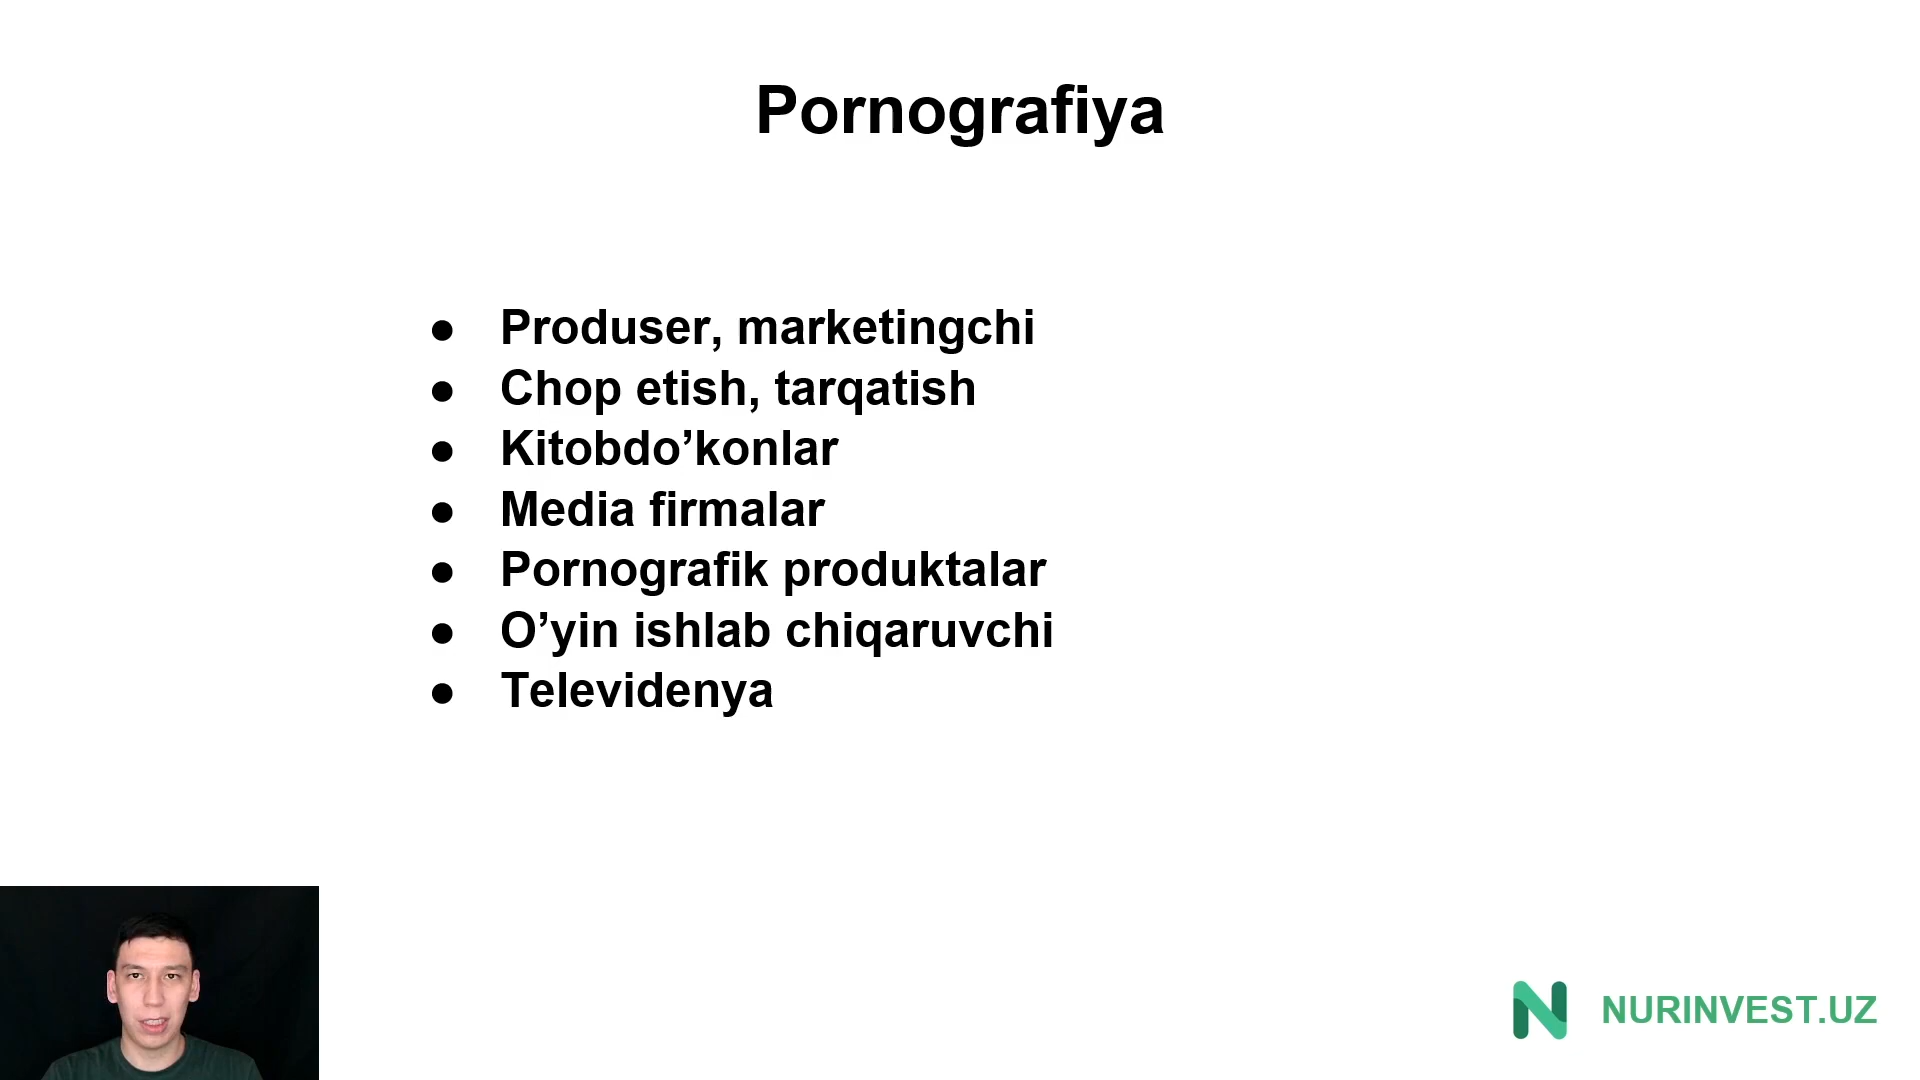 Pornografiya
● Produser, marketingchi
● Chop etish, tarqatish
● Kitobdo’konlar
● Media firmalar
● Pornografik produktalar
● O’yin ishlab chiqaruvchi
● Televidenya
NURINVEST.UZ